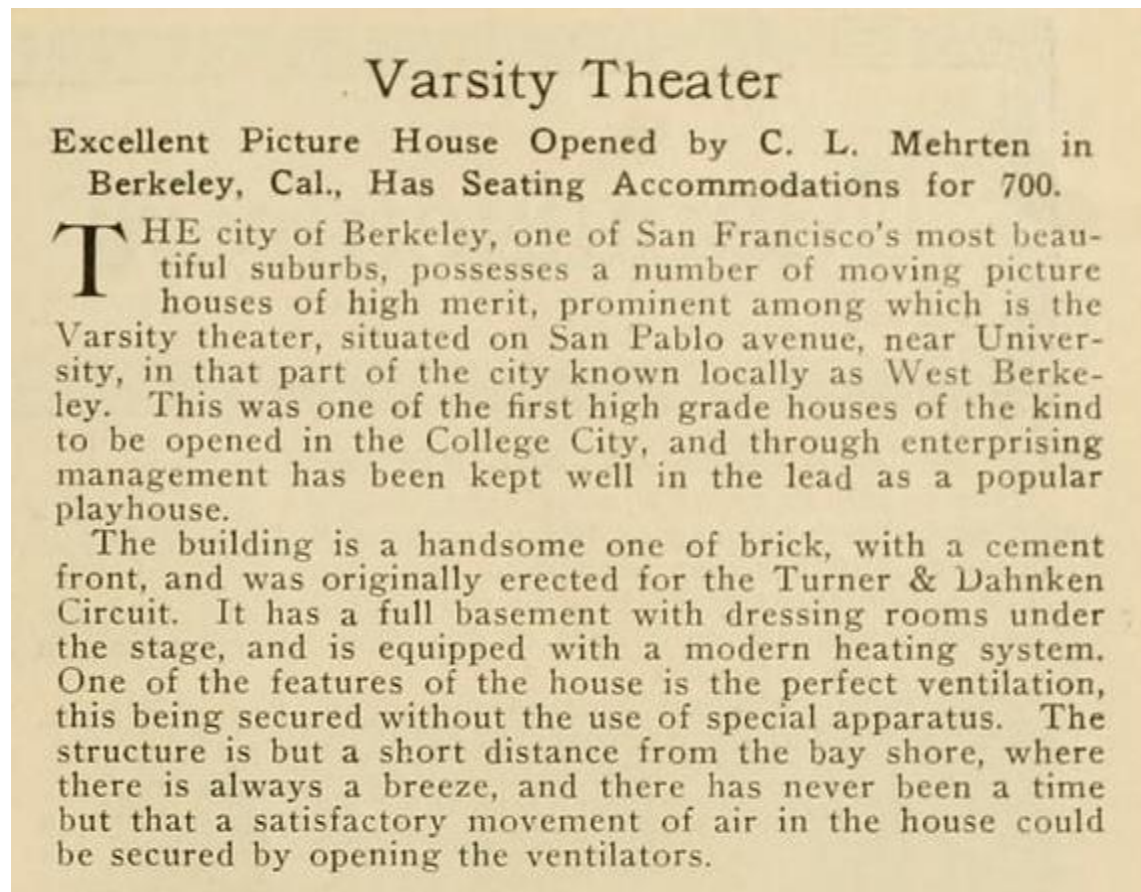 Varsity Theater
Excellent Picture House Opened by C. L. Mehrten in
Berkeley, Cal., Has Seating Accommodations for 700.
THE city of Berkeley, one of San Francisco's most beau-
tiful suburbs, possesses a number of moving picture
houses of high merit, prominent among which is the
Varsity theater, situated on San Pablo avenue, near Univer-
sity, in that part of the city known locally as West Berke-
ley. This was one of the first high grade houses of the kind
to be opened in the College City, and through enterprising
management has been kept well in the lead as a popular
playhouse.
The building is a handsome one of brick, with a cement
front, and was originally erected for the Turner & Dahnken
Circuit. It has a full basement with dressing rooms under
the stage, and is equipped with a modern heating system.
One of the features of the house is the perfect ventilation,
this being secured without the use of special apparatus. The
structure is but a short distance from the bay shore, where
there is always a breeze, and there has never been a time
but that a satisfactory movement of air in the house could
be secured by opening the ventilators.